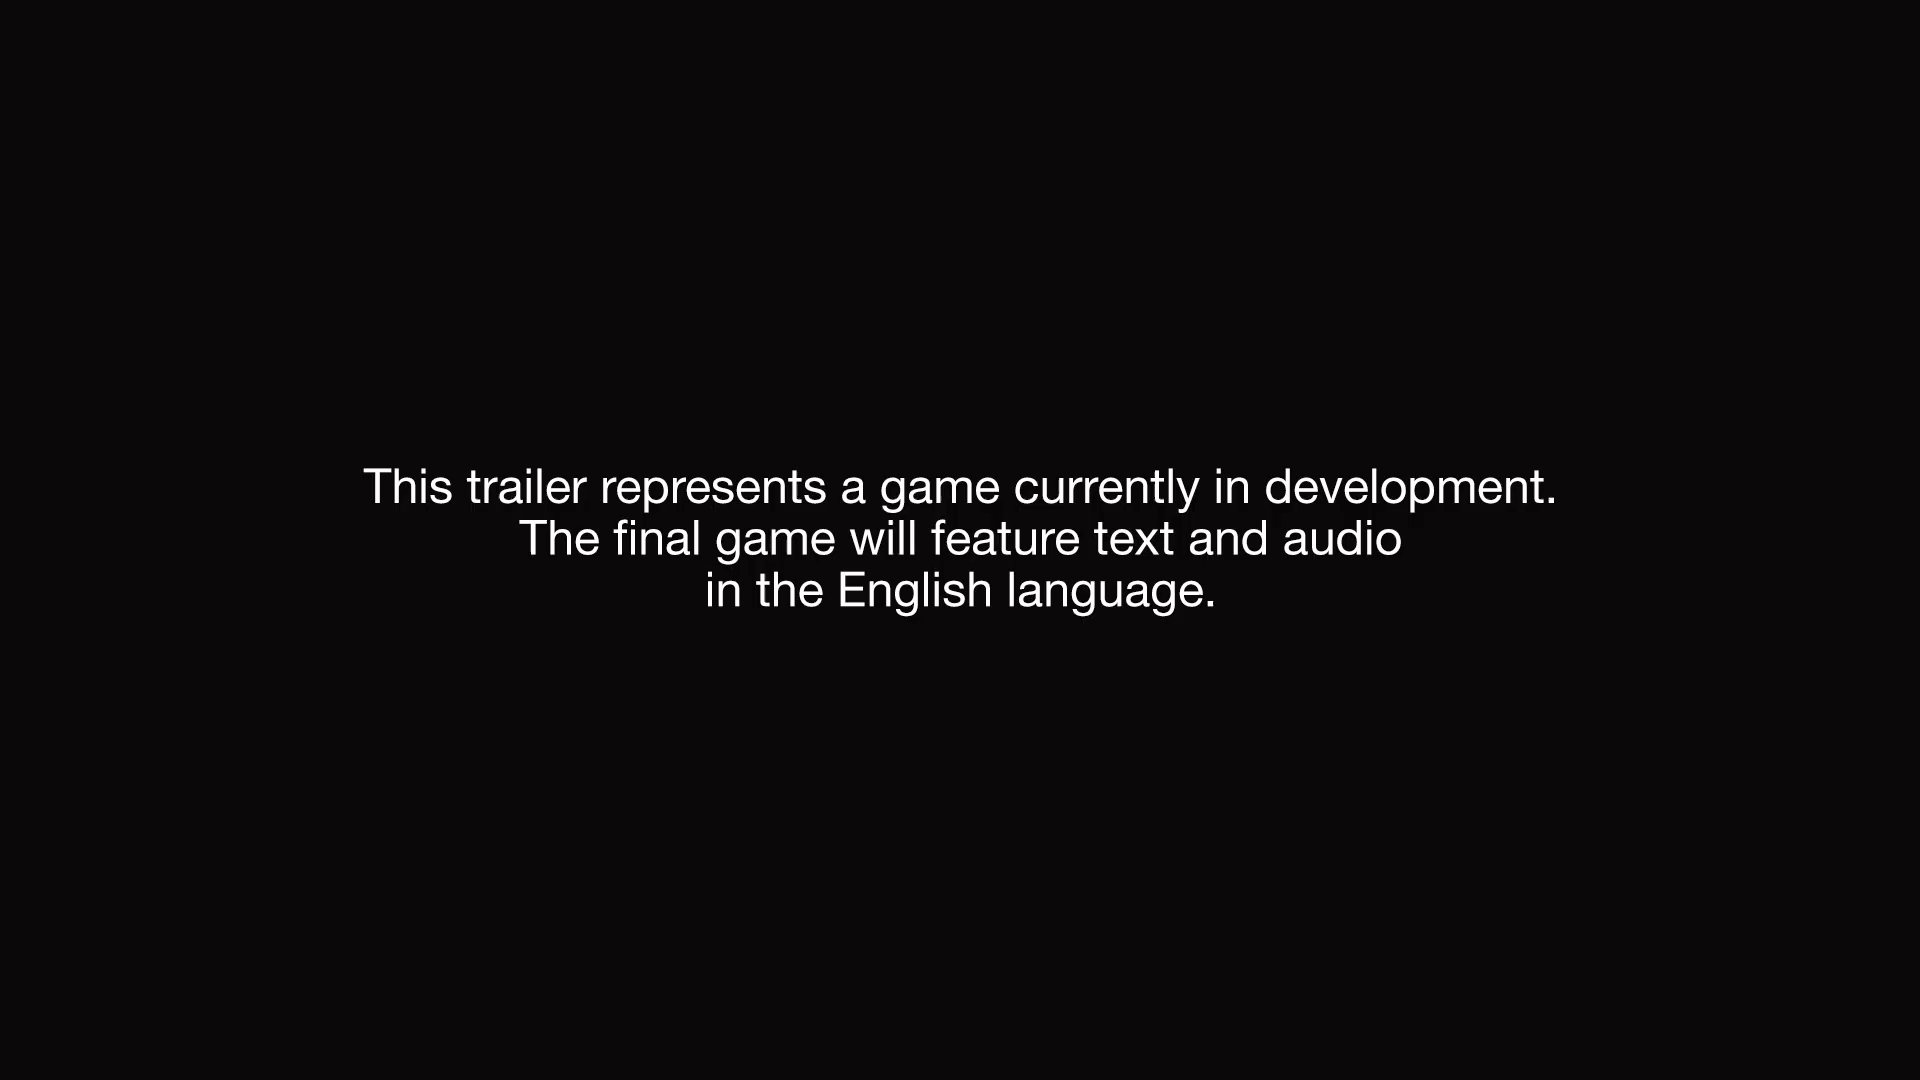 This trailer represents a game currently in development.
The final game will feature text and audio
in the English language.